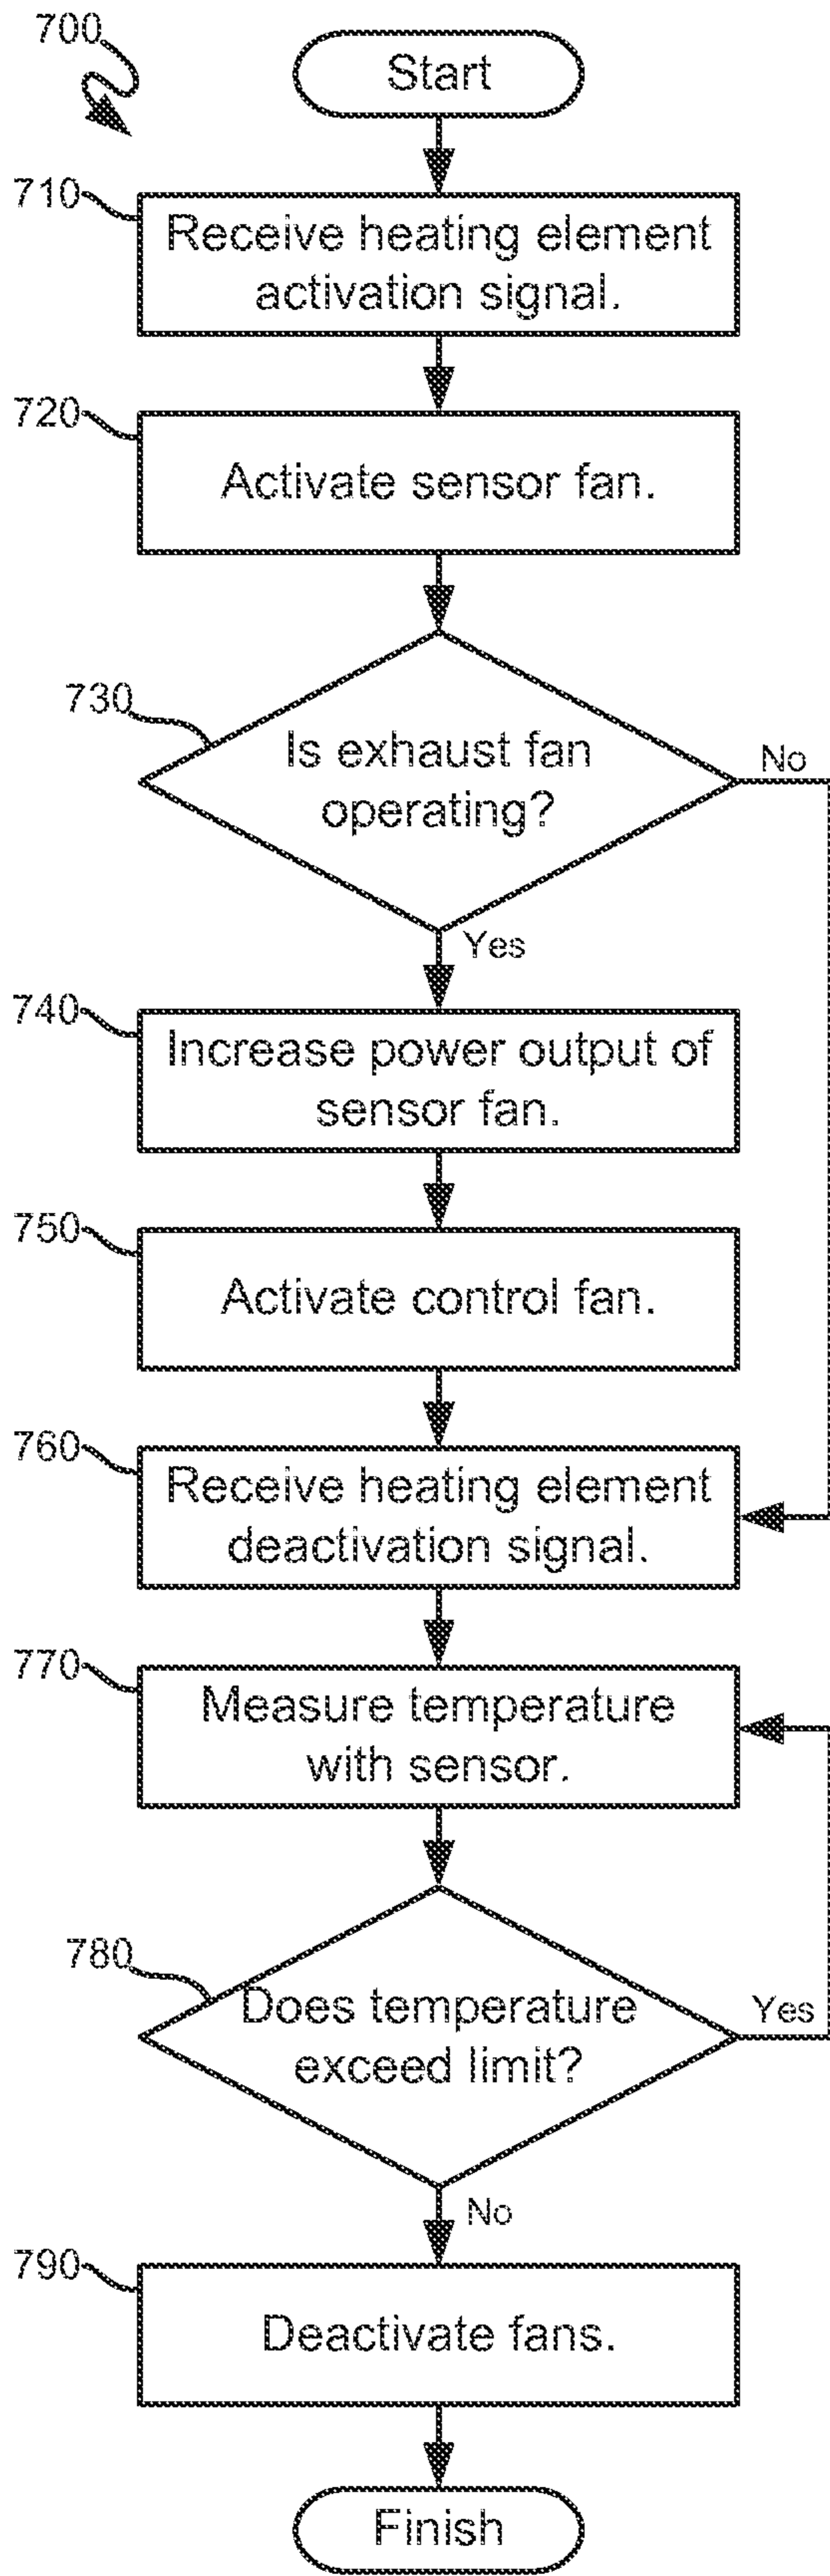 700
Start
710
Receive heating element
activation signal.
720
Activate sensor fan.
730
Is exhaust fan
operating?
No
Yes
740
Increase power output of
sensor fan.
750
Activate control fan.
760
Receive heating element
deactivation signal.
770
Measure temperature
with sensor.
780
Does temperature
exceed limit?
Yes
No
790
Deactivate fans.
Finish